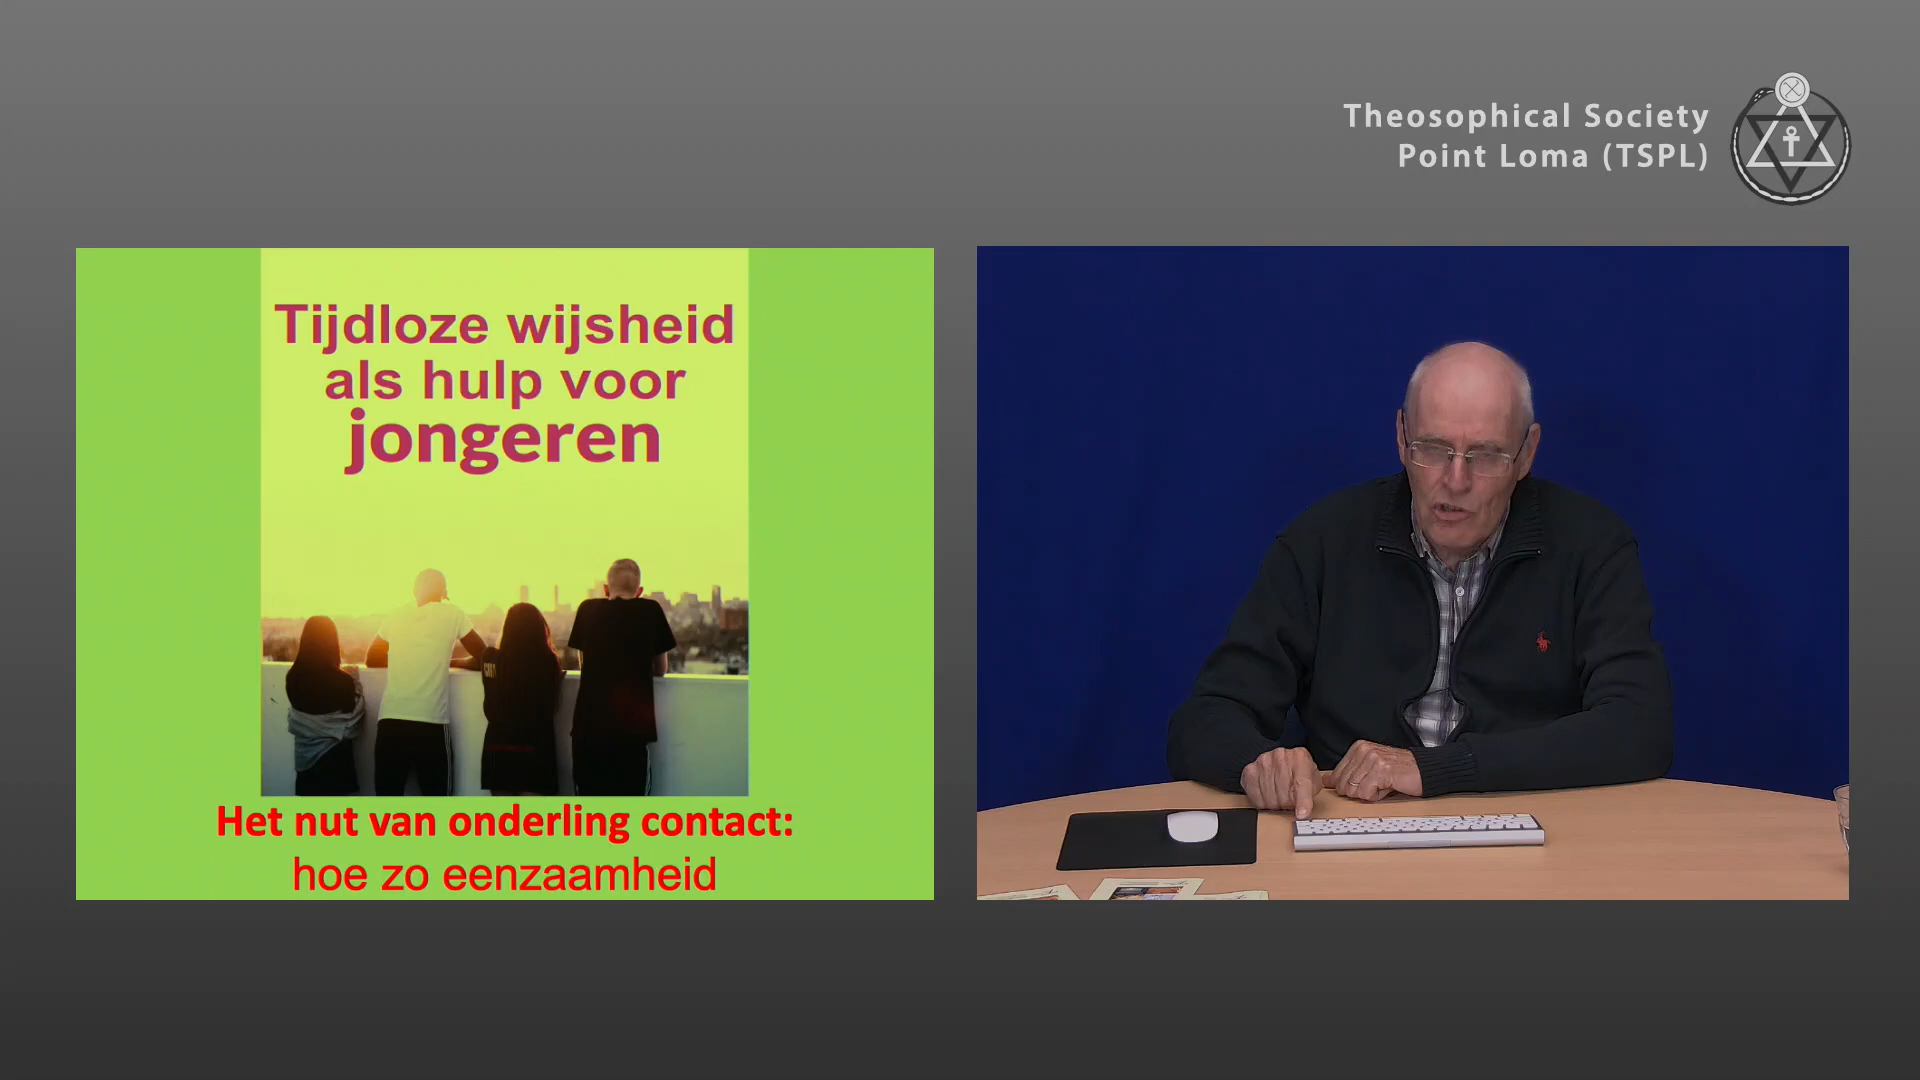 Theosophical Society
Point Loma (TSPL)
Tijdloze wijsheid
als hulp voor
jongeren
Het nut van onderling contact:
hoe zo eenzaamheid